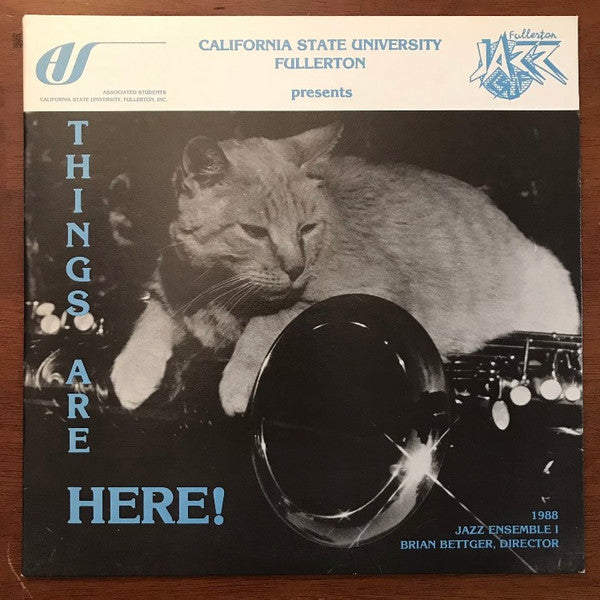 AS
ASSOCIATED STUDENTS
CALIFORNIA STATE UNIVERSITY, FULLERTON, INC.
CALIFORNIA STATE UNIVERSITY
FULLERTON
presents
Fullerton
JAZZ
THINGS ARE
HERE!
1988
JAZZ ENSEMBLE I
BRIAN BETTGER, DIRECTOR